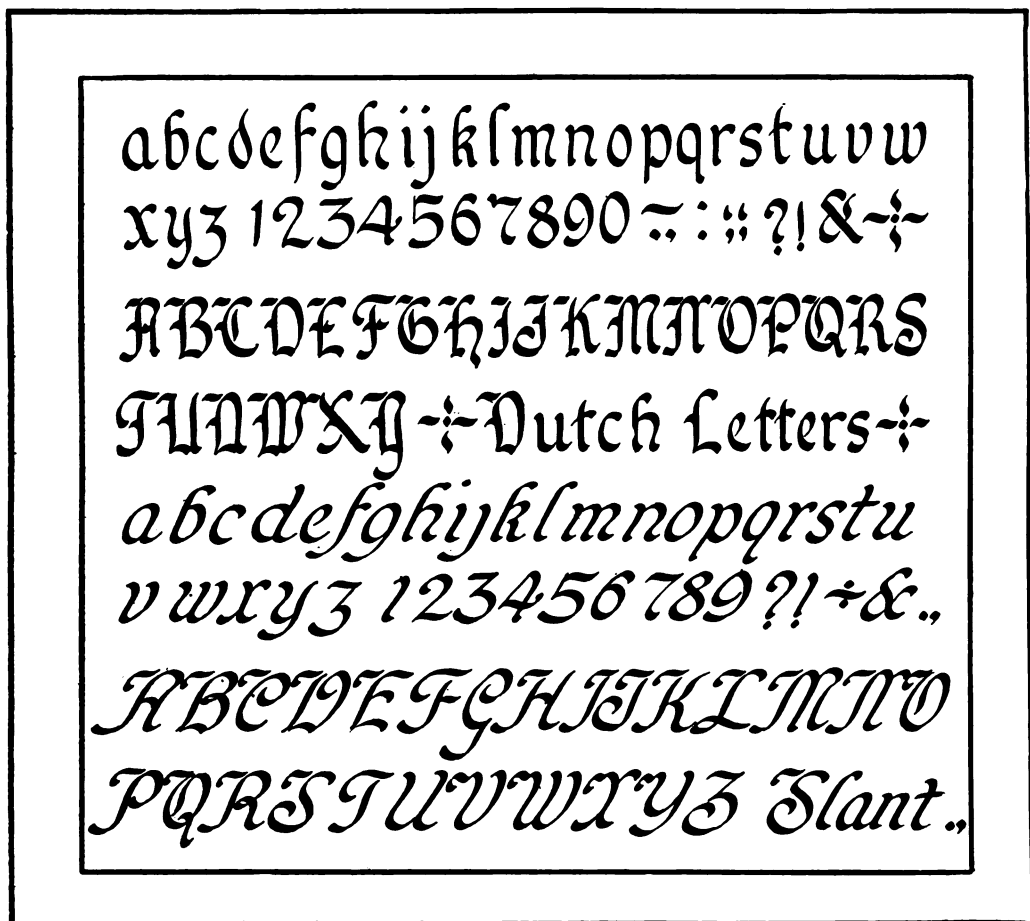 abcdefghijklmnopqrstuvw
xyz 1234567890 -., : ;; ?! & -÷-
ABCDEFGHIJKMNOPQRS
TUVWXY -÷- Dutch Letters -÷-
abcdefghijklmnopqrstu
vwxyz 123456789 ?! ÷ & .,
ABCDEFGHIJKLMNO
PQRSTUVWXYZ Slant .,